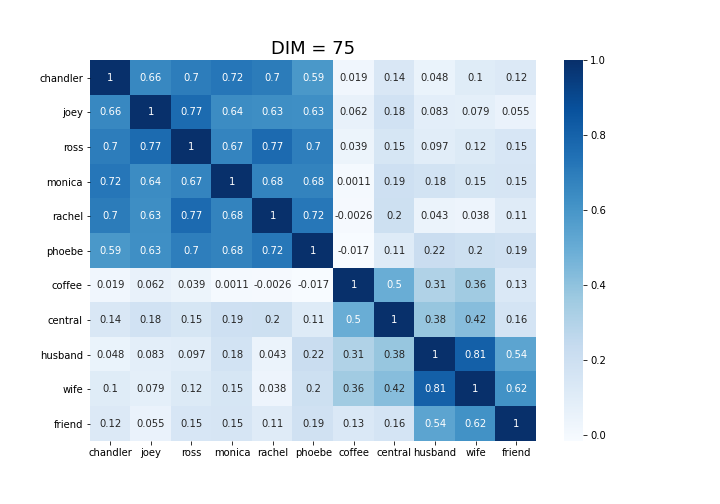 DIM = 75
chandler 1 0.66 0.7 0.72 0.7 0.59 0.019 0.14 0.048 0.1 0.12
joey 0.66 1 0.77 0.64 0.63 0.63 0.062 0.18 0.083 0.079 0.055
ross 0.7 0.77 1 0.67 0.77 0.7 0.039 0.15 0.097 0.12 0.15
monica 0.72 0.64 0.67 1 0.68 0.68 0.0011 0.19 0.18 0.15 0.15
rachel 0.7 0.63 0.77 0.68 1 0.72 -0.0026 0.2 0.043 0.038 0.11
phoebe 0.59 0.63 0.7 0.68 0.72 1 -0.017 0.11 0.22 0.2 0.19
coffee 0.019 0.062 0.039 0.0011 -0.0026 -0.017 1 0.5 0.31 0.36 0.13
central 0.14 0.18 0.15 0.19 0.2 0.11 0.5 1 0.38 0.42 0.16
husband 0.048 0.083 0.097 0.18 0.043 0.22 0.31 0.38 1 0.81 0.54
wife 0.1 0.079 0.12 0.15 0.038 0.2 0.36 0.42 0.81 1 0.62
friend 0.12 0.055 0.15 0.15 0.11 0.19 0.13 0.16 0.54 0.62 1
chandler joey ross monica rachel phoebe coffee central husband wife friend
1.0
0.8
0.6
0.4
0.2
0.0